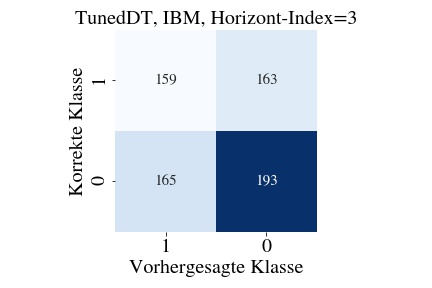 TunedDT, IBM, Horizont-Index=3
Korrekte Klasse
1
159
163
0
165
193
1
0
Vorhergesagte Klasse